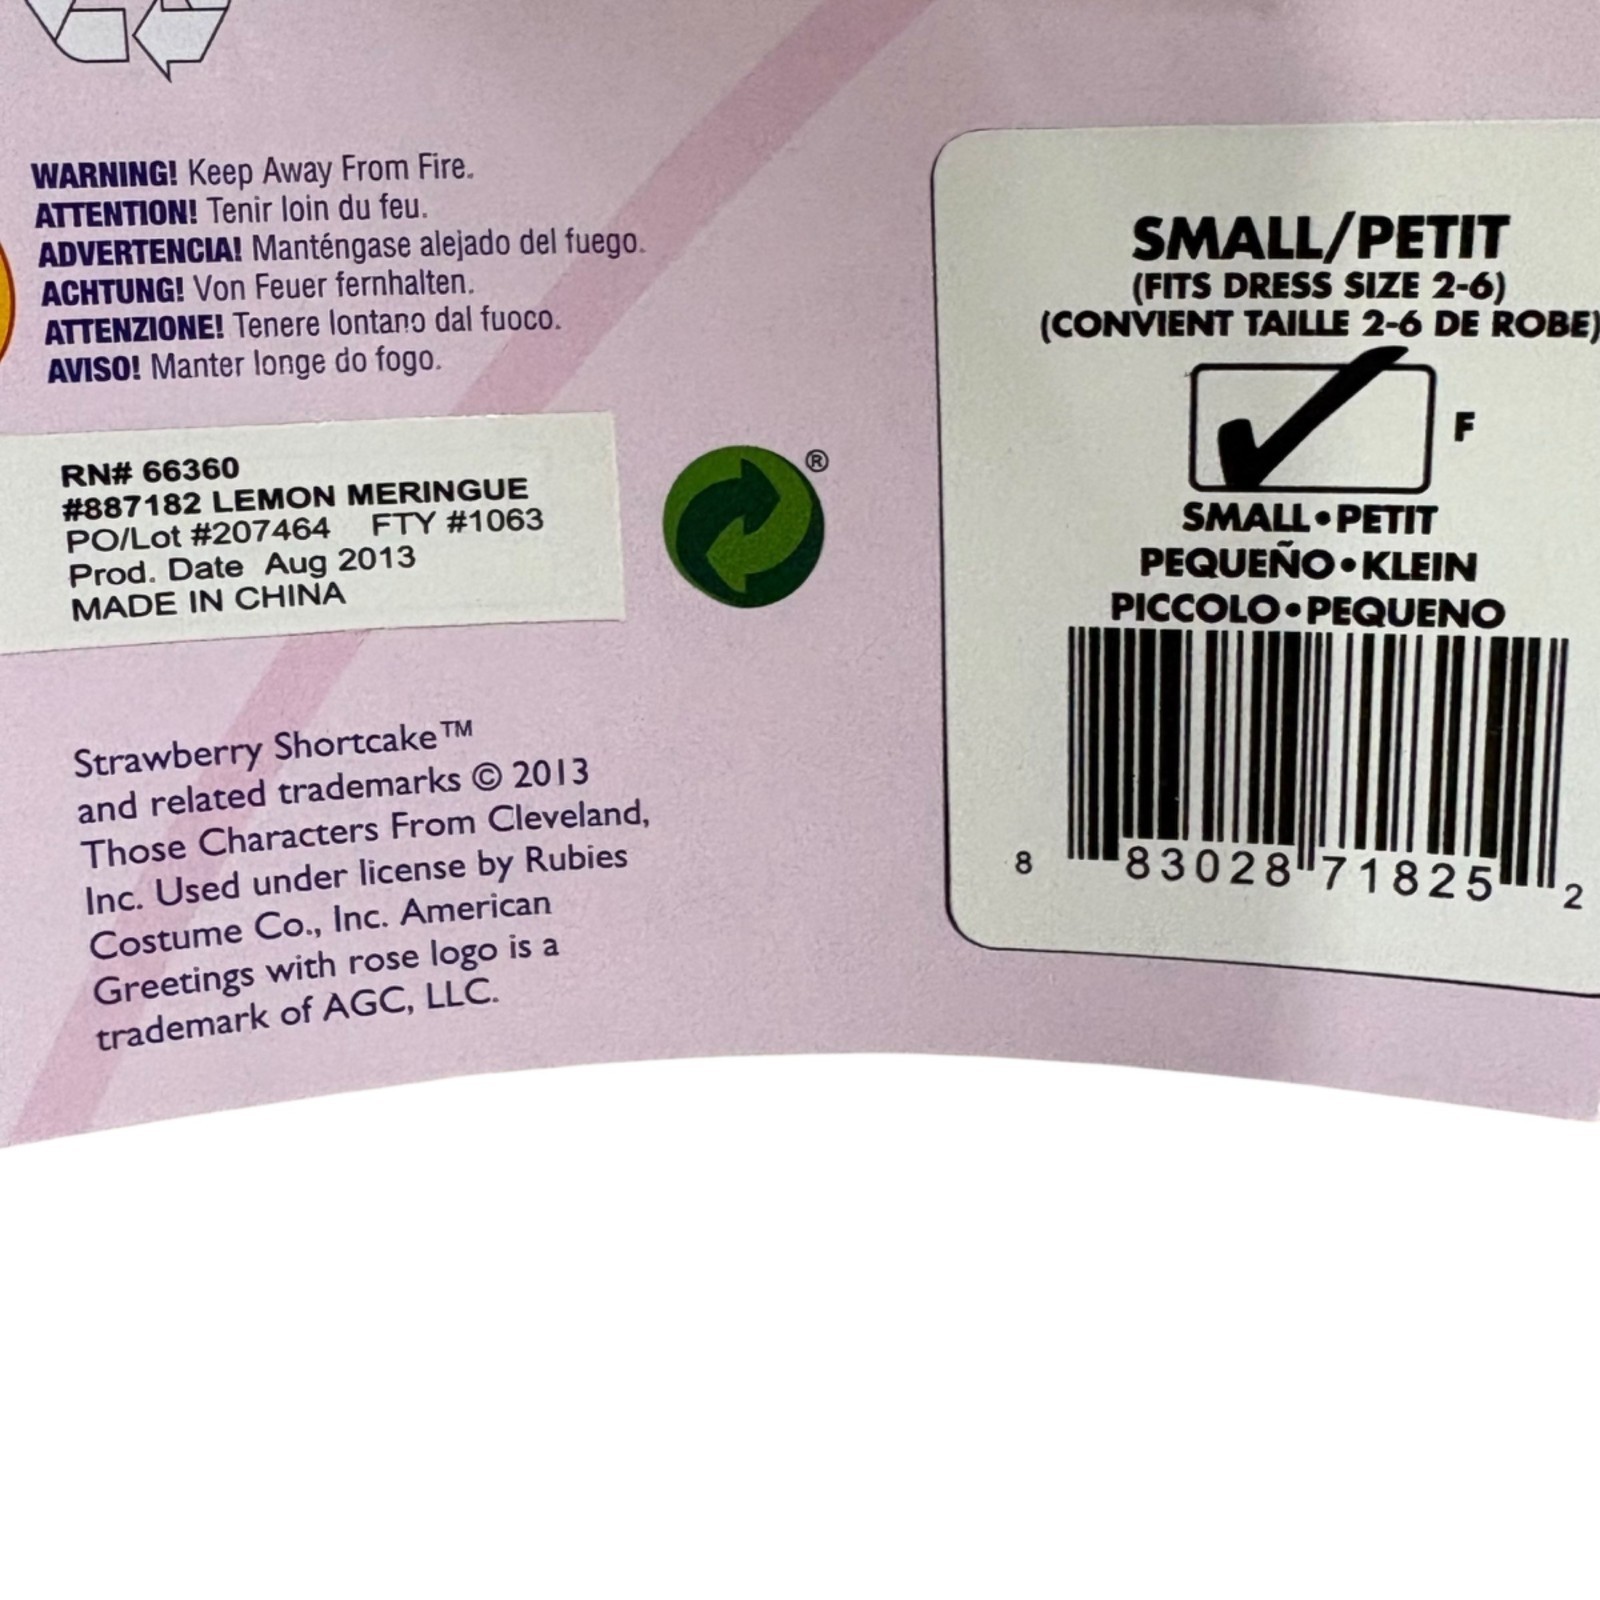 WARNING! Keep Away From Fire.
ATTENTION! Tenir loin du feu.
ADVERTENCIA! Manténgase alejado del fuego.
ACHTUNG! Von Feuer fernhalten.
ATTENZIONE! Tenere lontano dal fuoco.
AVISO! Manter longe do fogo.
RN# 66360
#887182 LEMON MERINGUE
PO/Lot #207464 FTY #1063
Prod. Date Aug 2013
MADE IN CHINA
®
Strawberry Shortcake™
and related trademarks © 2013
Those Characters From Cleveland,
Inc. Used under license by Rubies
Costume Co., Inc. American
Greetings with rose logo is a
trademark of AGC, LLC.
SMALL/PETIT
(FITS DRESS SIZE 2-6)
(CONVIENT TAILLE 2-6 DE ROBE)
F
SMALL•PETIT
PEQUEÑO•KLEIN
PICCOLO•PEQUENO
8 83028 71825 2